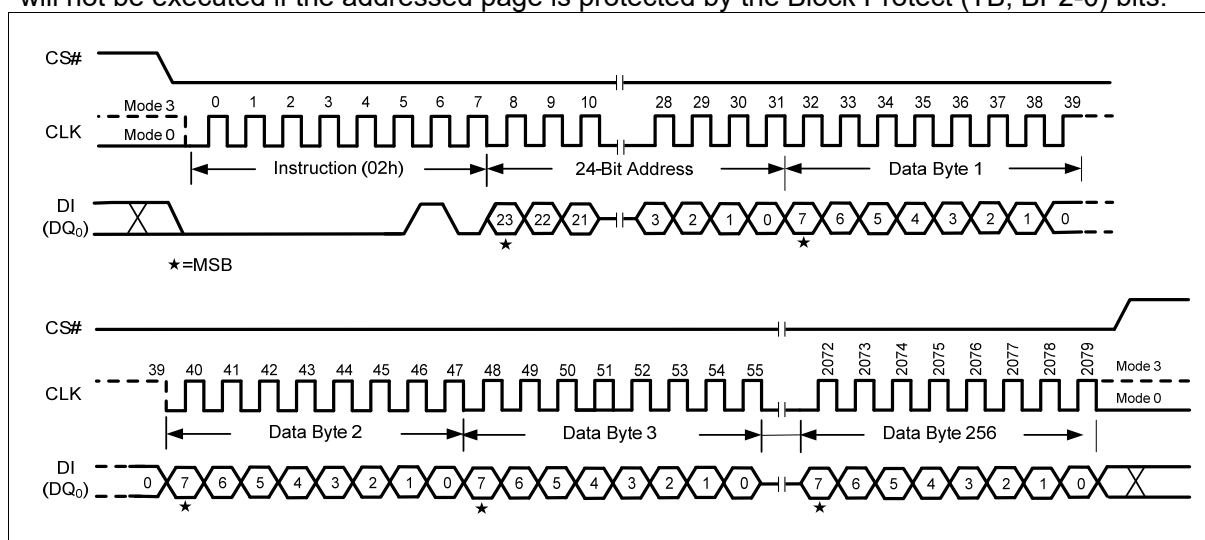 will not be executed if the addressed page is protected by the Block Protect (TB, BP2-0) bits.
CS#
Mode 3 0 1 2 3 4 5 6 7 8 9 10 28 29 30 31 32 33 34 35 36 37 38 39
CLK Mode 0
Instruction (02h) 24-Bit Address Data Byte 1
DI
(DQ0) 23 22 21 3 2 1 0 7 6 5 4 3 2 1 0
★ ★
★=MSB
CS#
39 40 41 42 43 44 45 46 47 48 49 50 51 52 53 54 55 2072 2073 2074 2075 2076 2077 2078 2079 Mode 3
CLK Mode 0
Data Byte 2 Data Byte 3 Data Byte 256
DI
(DQ0) 0 7 6 5 4 3 2 1 0 7 6 5 4 3 2 1 0 7 6 5 4 3 2 1 0
★ ★ ★